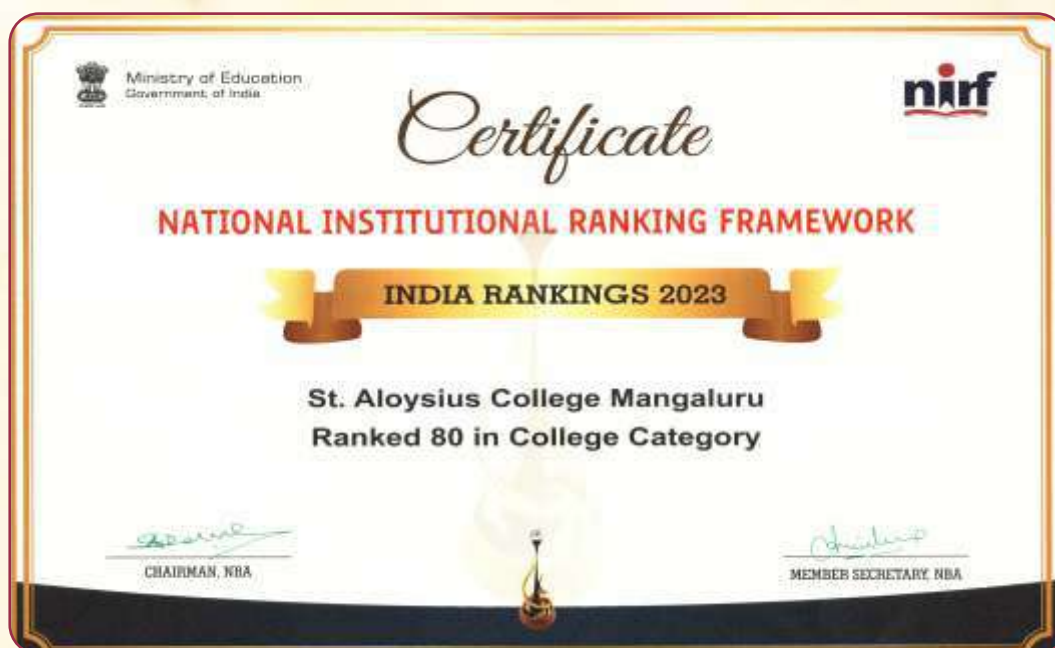 Ministry of Education
Government of India
nirf
Certificate
NATIONAL INSTITUTIONAL RANKING FRAMEWORK
INDIA RANKINGS 2023
St. Aloysius College Mangaluru
Ranked 80 in College Category
CHAIRMAN, NBA
MEMBER SECRETARY, NBA